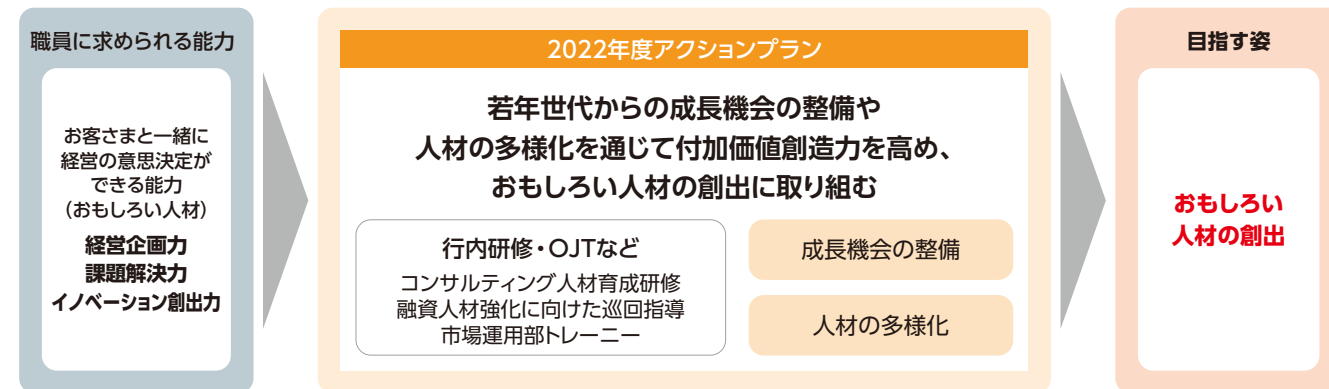 職員に求められる能力
お客さまと一緒に
経営の意思決定が
できる能力
（おもしろい人材）
経営企画力
課題解決力
イノベーション創出力
2022年度アクションプラン
若年世代からの成長機会の整備や
人材の多様化を通じて付加価値創造力を高め、
おもしろい人材の創出に取り組む
行内研修・OJTなど
コンサルティング人材育成研修
融資人材強化に向けた巡回指導
市場運用部トレーニー
成長機会の整備
人材の多様化
目指す姿
おもしろい
人材の創出